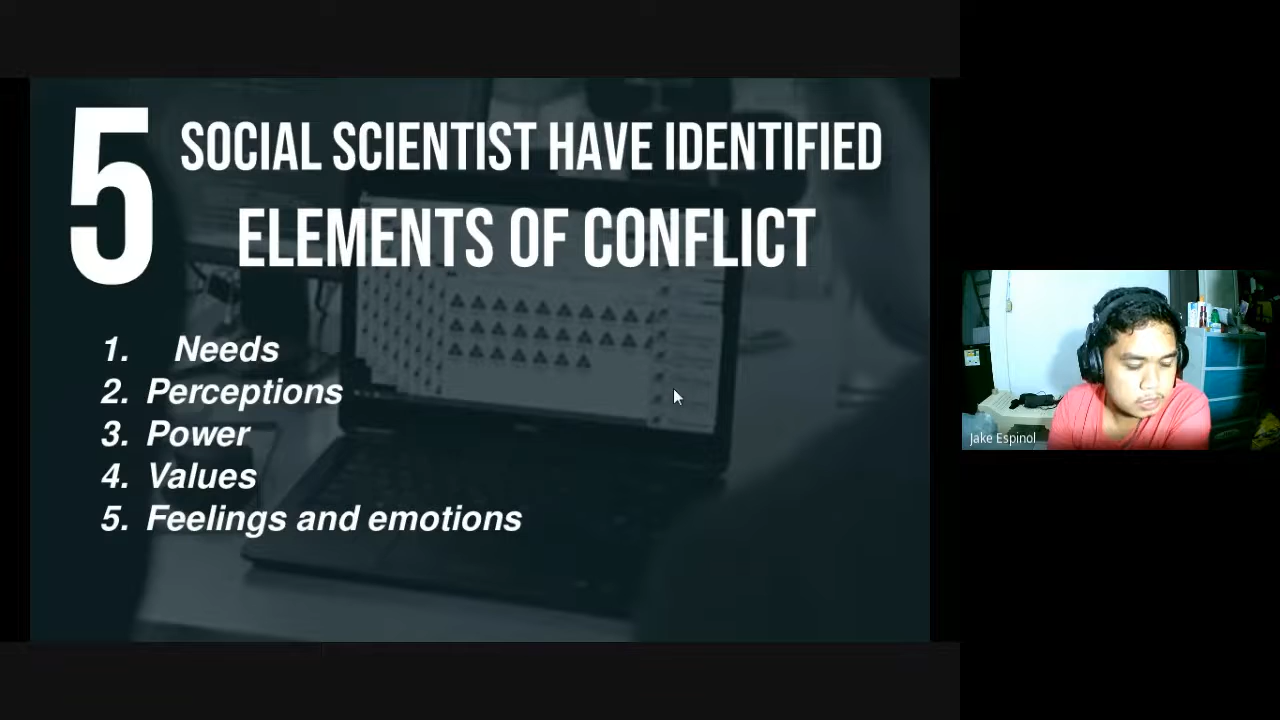 5 SOCIAL SCIENTIST HAVE IDENTIFIED
ELEMENTS OF CONFLICT
1. Needs
2. Perceptions
3. Power
4. Values
5. Feelings and emotions
Jake Espinol